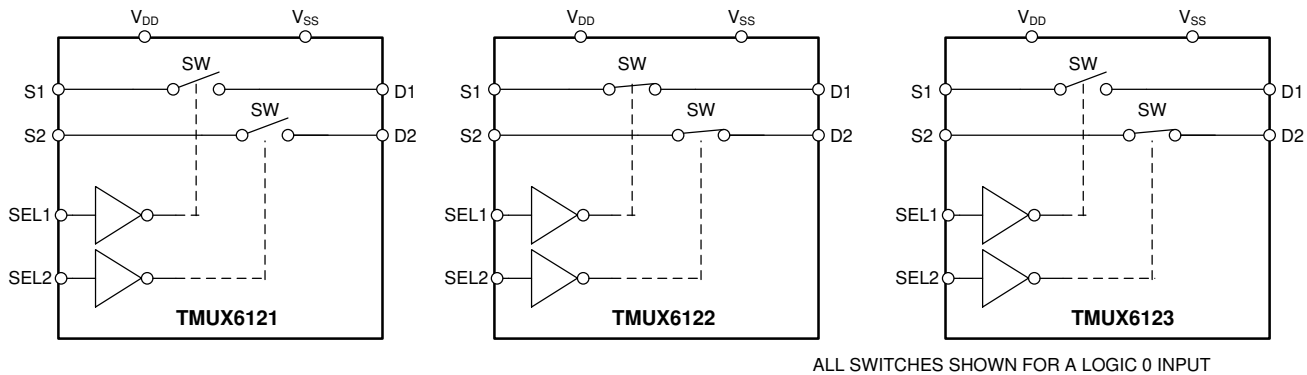 VDD VSS
SW
S1 D1
SW
S2 D2
SEL1
SEL2
TMUX6121
VDD VSS
SW
S1 D1
SW
S2 D2
SEL1
SEL2
TMUX6122
VDD VSS
SW
S1 D1
SW
S2 D2
SEL1
SEL2
TMUX6123
ALL SWITCHES SHOWN FOR A LOGIC 0 INPUT